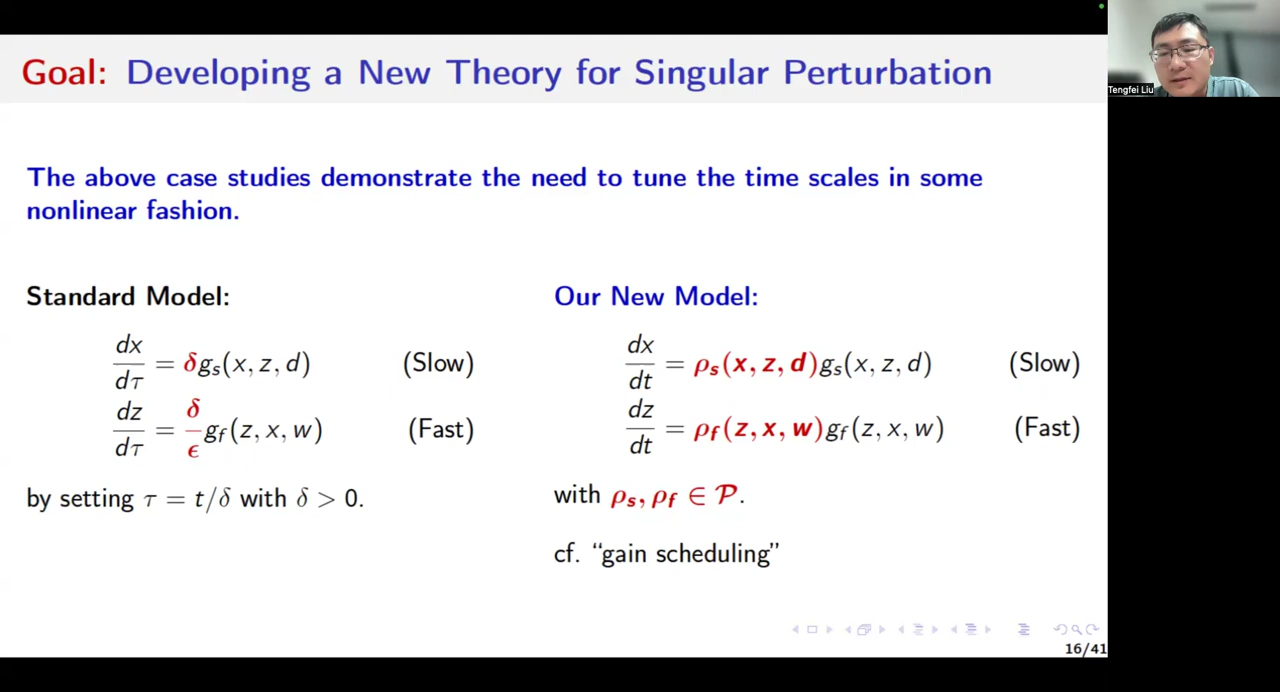 Goal: Developing a New Theory for Singular Perturbation
Tengfei Liu
The above case studies demonstrate the need to tune the time scales in some
nonlinear fashion.
Standard Model:
dx/dτ = δg_s(x, z, d) (Slow)
dz/dτ = δ/ϵ g_f(z, x, w) (Fast)
by setting τ = t/δ with δ > 0.
Our New Model:
dx/dt = ρ_s(x, z, d)g_s(x, z, d) (Slow)
dz/dt = ρ_f(z, x, w)g_f(z, x, w) (Fast)
with ρ_s, ρ_f ∈ 𝒫.
cf. “gain scheduling”
16/41